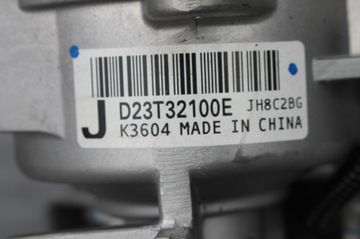 J D23T32100E JH8C2BG
K3604 MADE IN CHINA